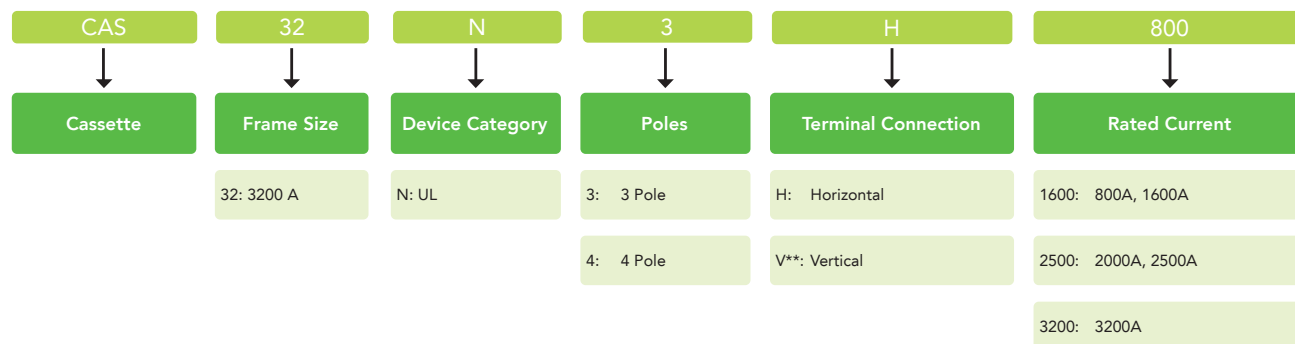 CAS 32 N 3 H 800
Cassette Frame Size Device Category Poles Terminal Connection Rated Current
32: 3200 A N: UL 3: 3 Pole H: Horizontal 1600: 800A, 1600A
4: 4 Pole V**: Vertical 2500: 2000A, 2500A
3200: 3200A